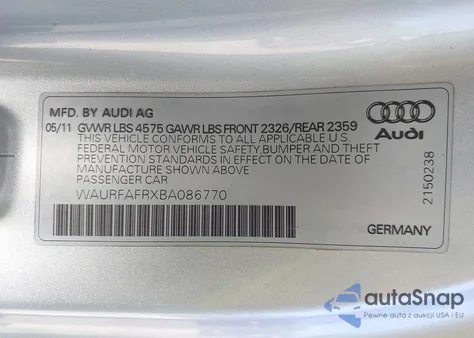 MFD. BY AUDI AG
05/11 GVWR LBS 4575 GAWR LBS FRONT 2326/REAR 2359
THIS VEHICLE CONFORMS TO ALL APPLICABLE U.S.
FEDERAL MOTOR VEHICLE SAFETY, BUMPER AND THEFT
PREVENTION STANDARDS IN EFFECT ON THE DATE
OF MANUFACTURE SHOWN ABOVE
PASSENGER CAR
WAURFAFRXBA086770
Audi
2150238
GERMANY
autoSnap
Pewne auta z aukcji USA i EU